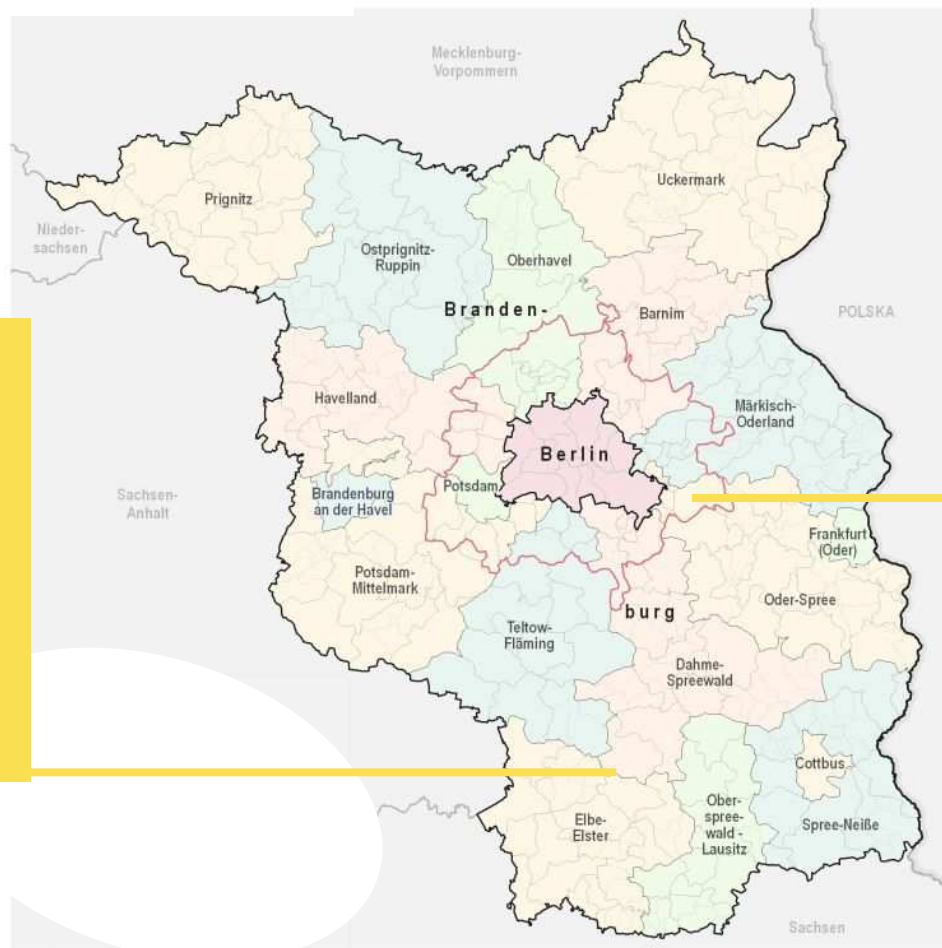 Mecklenburg-
Vorpommern
Uckermark
Prignitz
Nieder-
sachsen
Ostprignitz-
Ruppin
Oberhavel
Branden-
Barnim
POLSKA
Havelland
Märkisch-
Oderland
Berlin
Potsdam
Sachsen-
Anhalt
Brandenburg
an der Havel
Frankfurt
(Oder)
Potsdam-
Mittelmark
Oder-Spree
burg
Teltow-
Fläming
Dahme-
Spreewald
Cottbus
Elbe-
Elster
Ober-
spree-
wald -
Lausitz
Spree-Neiße
Sachsen